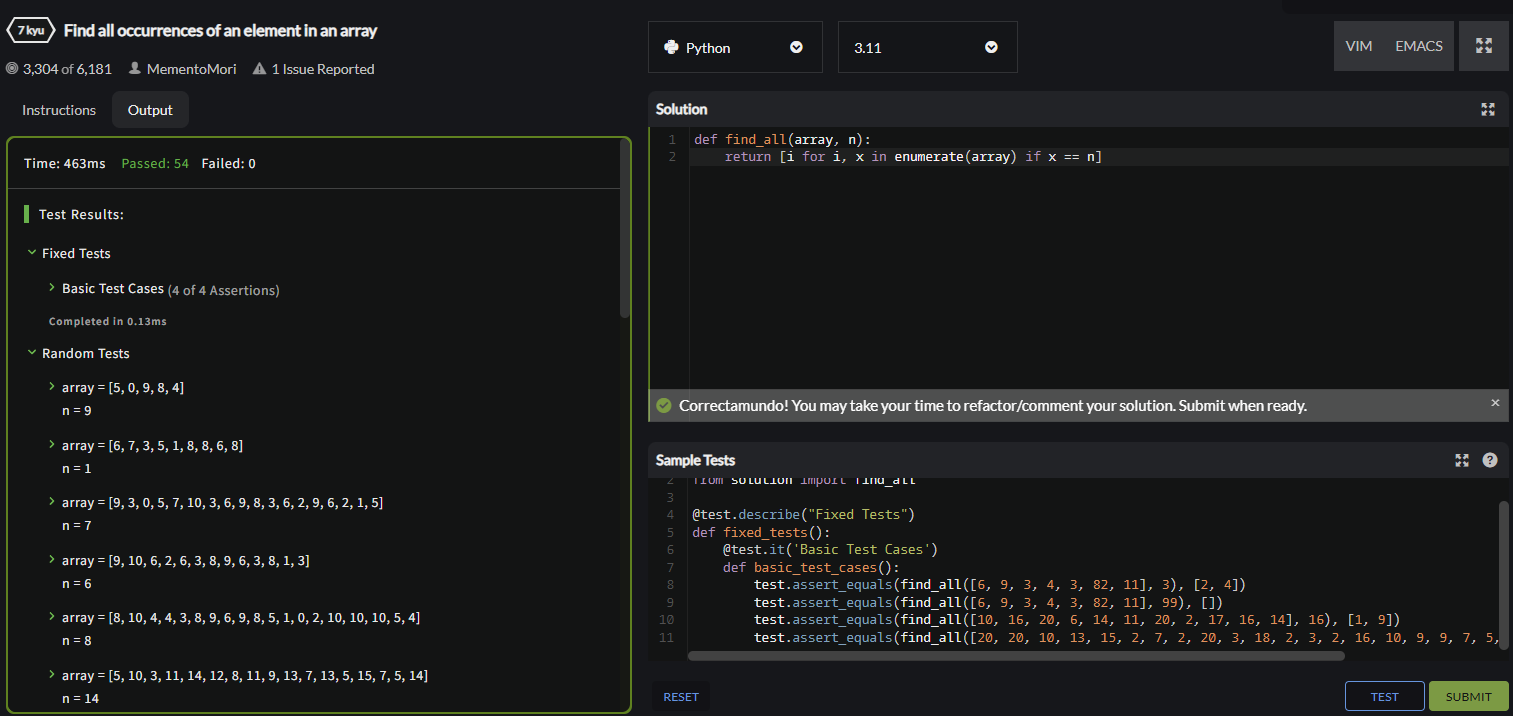 7 kyu Find all occurrences of an element in an array
3,304 of 6,181 MementoMori 1 Issue Reported
Instructions Output
Time: 463ms Passed: 54 Failed: 0
Test Results:
Fixed Tests
Basic Test Cases (4 of 4 Assertions)
Completed in 0.13ms
Random Tests
array = [5, 0, 9, 8, 4]
n = 9
array = [6, 7, 3, 5, 1, 8, 8, 6, 8]
n = 1
array = [9, 3, 0, 5, 7, 10, 3, 6, 9, 8, 3, 6, 2, 9, 6, 2, 1, 5]
n = 7
array = [9, 10, 6, 2, 6, 3, 8, 9, 6, 3, 8, 1, 3]
n = 6
array = [8, 10, 4, 4, 3, 8, 9, 6, 9, 8, 5, 1, 0, 2, 10, 10, 10, 5, 4]
n = 8
array = [5, 10, 3, 11, 14, 12, 8, 11, 9, 13, 7, 13, 5, 15, 7, 5, 14]
n = 14
Python 3.11 VIM EMACS
Solution
1 def find_all(array, n):
2 return [i for i, x in enumerate(array) if x == n]
Correctamundo! You may take your time to refactor/comment your solution. Submit when ready. ×
Sample Tests ?
2 from solution import find_all
3
4 @test.describe("Fixed Tests")
5 def fixed_tests():
6 @test.it('Basic Test Cases')
7 def basic_test_cases():
8 test.assert_equals(find_all([6, 9, 3, 4, 3, 82, 11], 3), [2, 4])
9 test.assert_equals(find_all([6, 9, 3, 4, 3, 82, 11], 99), [])
10 test.assert_equals(find_all([10, 16, 20, 6, 14, 11, 20, 2, 17, 16, 14], 16), [1, 9])
11 test.assert_equals(find_all([20, 20, 10, 13, 15, 2, 7, 2, 20, 3, 18, 2, 3, 2, 16, 10, 9, 9, 7, 5,
RESET TEST SUBMIT